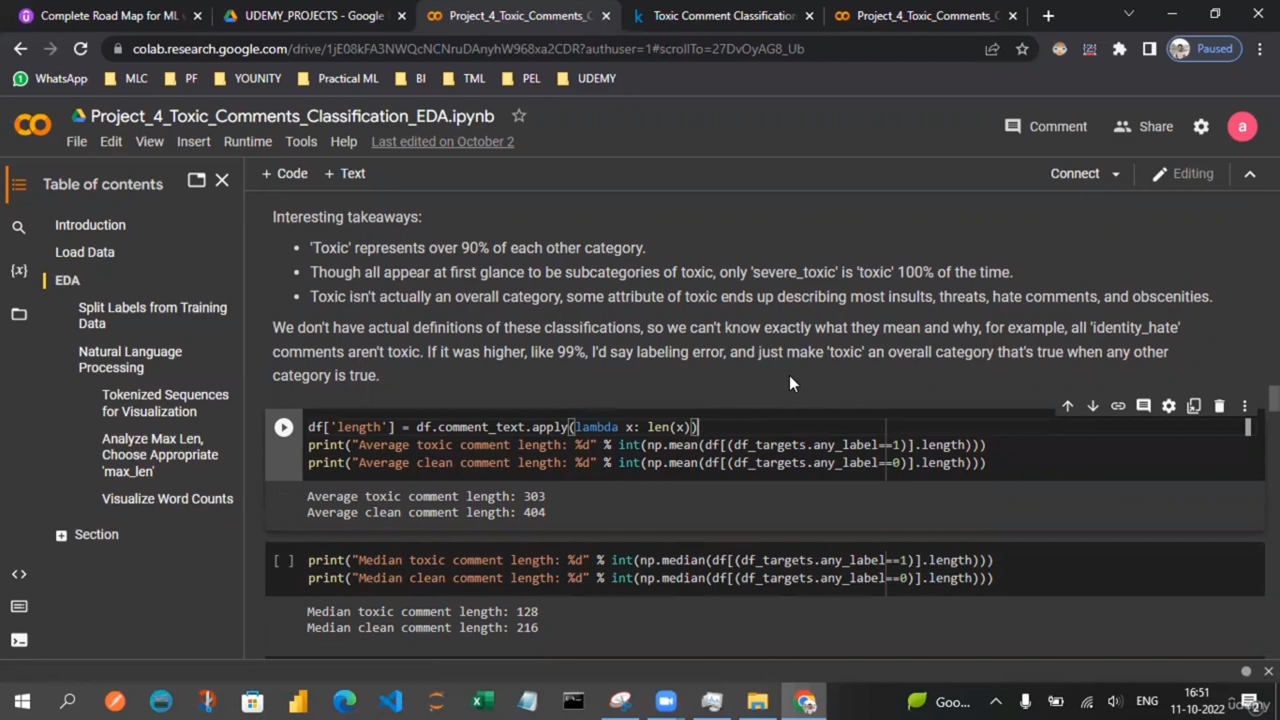 Complete Road Map for ML w
UDEMY_PROJECTS - Google D
Project_4_Toxic_Comments_C
Toxic Comment Classification
Project_4_Toxic_Comments_C
colab.research.google.com/drive/1jE08kFA3NWQcNCNruDAnyhW968xa2CDR?authuser=1#scrollTo=27DvOyAG8_Ub
Paused
WhatsApp
MLC
PF
YOUNITY
Practical ML
BI
TML
PEL
UDEMY
Project_4_Toxic_Comments_Classification_EDA.ipynb
Comment
Share
a
File Edit View Insert Runtime Tools Help Last edited on October 2
Table of contents
+ Code + Text
Connect
Editing
Introduction
Load Data
EDA
Split Labels from Training
Data
Natural Language
Processing
Tokenized Sequences
for Visualization
Analyze Max Len,
Choose Appropriate
'max_len'
Visualize Word Counts
Section
{x}
Interesting takeaways:
• 'Toxic' represents over 90% of each other category.
• Though all appear at first glance to be subcategories of toxic, only 'severe_toxic' is 'toxic' 100% of the time.
• Toxic isn't actually an overall category, some attribute of toxic ends up describing most insults, threats, hate comments, and obscenities.
We don't have actual definitions of these classifications, so we can't know exactly what they mean and why, for example, all 'identity_hate'
comments aren't toxic. If it was higher, like 99%, I'd say labeling error, and just make 'toxic' an overall category that's true when any other
category is true.
df['length'] = df.comment_text.apply(lambda x: len(x))
print("Average toxic comment length: %d" % int(np.mean(df[(df_targets.any_label==1)].length)))
print("Average clean comment length: %d" % int(np.mean(df[(df_targets.any_label==0)].length)))
Average toxic comment length: 303
Average clean comment length: 404
[ ] print("Median toxic comment length: %d" % int(np.median(df[(df_targets.any_label==1)].length)))
print("Median clean comment length: %d" % int(np.median(df[(df_targets.any_label==0)].length)))
Median toxic comment length: 128
Median clean comment length: 216
Goo...
ENG
16:51
11-10-2022